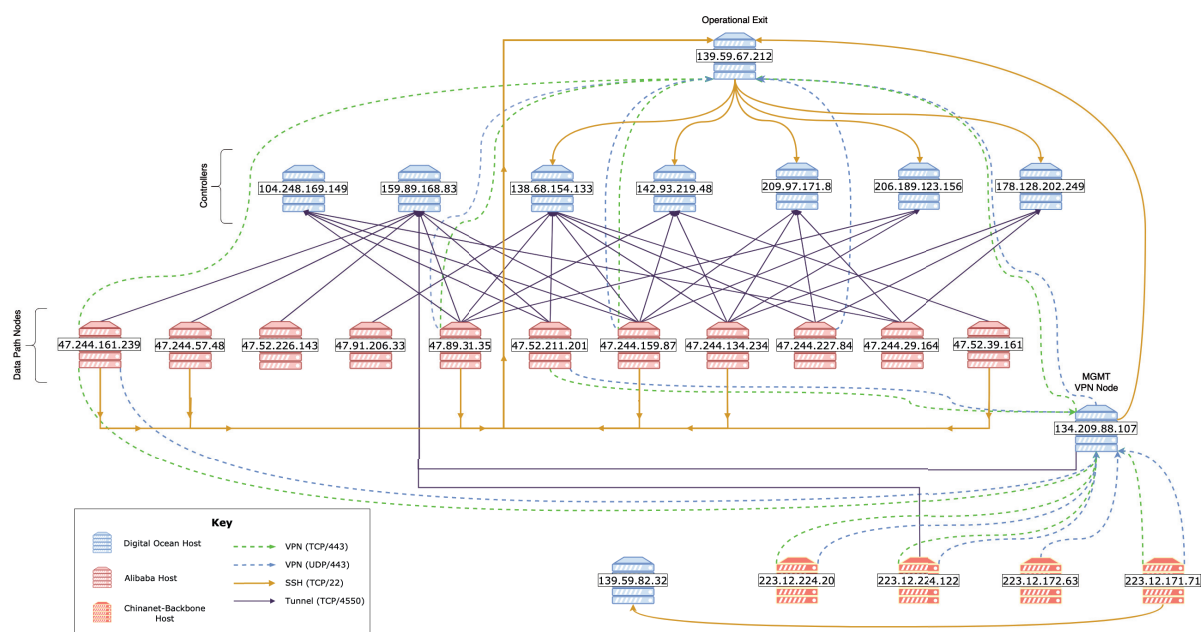 Operational Exit
139.59.67.212
Controllers
104.248.169.149
159.89.168.83
138.68.154.133
142.93.219.48
209.97.171.8
206.189.123.156
178.128.202.249
Data Path Nodes
47.244.161.239
47.244.57.48
47.52.226.143
47.91.206.33
47.89.31.35
47.52.211.201
47.244.159.87
47.244.134.234
47.244.227.84
47.244.29.164
47.52.39.161
MGMT
VPN Node
134.209.88.107
Key
Digital Ocean Host
Alibaba Host
Chinanet-Backbone
Host
VPN (TCP/443)
VPN (UDP/443)
SSH (TCP/22)
Tunnel (TCP/4550)
139.59.82.32
223.12.224.20
223.12.224.122
223.12.172.63
223.12.171.71